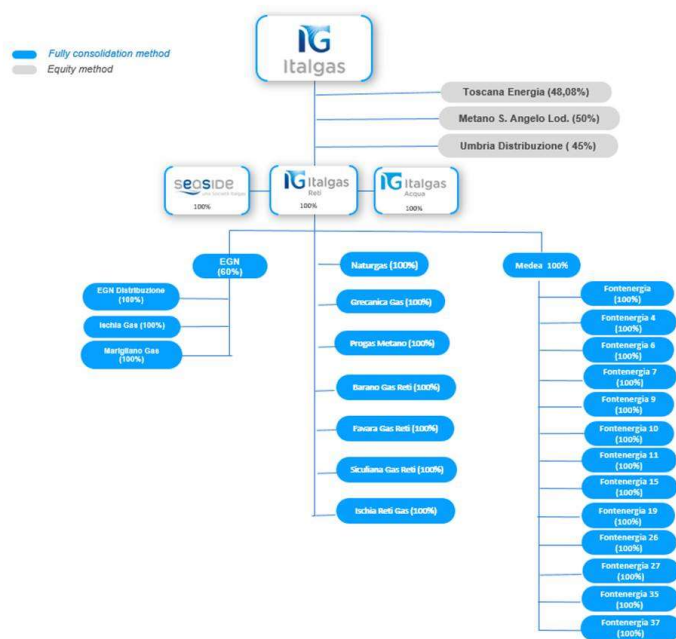 Fully consolidation method
Equity method
IG
Italgas
Toscana Energia (48,08%)
Metano S. Angelo Lod. (50%)
Umbria Distribuzione ( 45%)
seaside
100%
IG Italgas
Reti
100%
IG Italgas
Acqua
100%
EGN
(60%)
EGN Distribuzione
(100%)
Ischia Gas (100%)
Marigliano Gas
(100%)
Naturgas (100%)
Grecanica Gas (100%)
Progas Metano (100%)
Barano Gas Reti (100%)
Favara Gas Reti (100%)
Siculiana Gas Reti (100%)
Ischia Reti Gas (100%)
Medea 100%
Fontenergia
(100%)
Fontenergia 4
(100%)
Fontenergia 6
(100%)
Fontenergia 7
(100%)
Fontenergia 9
(100%)
Fontenergia 10
(100%)
Fontenergia 11
(100%)
Fontenergia 15
(100%)
Fontenergia 19
(100%)
Fontenergia 26
(100%)
Fontenergia 27
(100%)
Fontenergia 35
(100%)
Fontenergia 37
(100%)